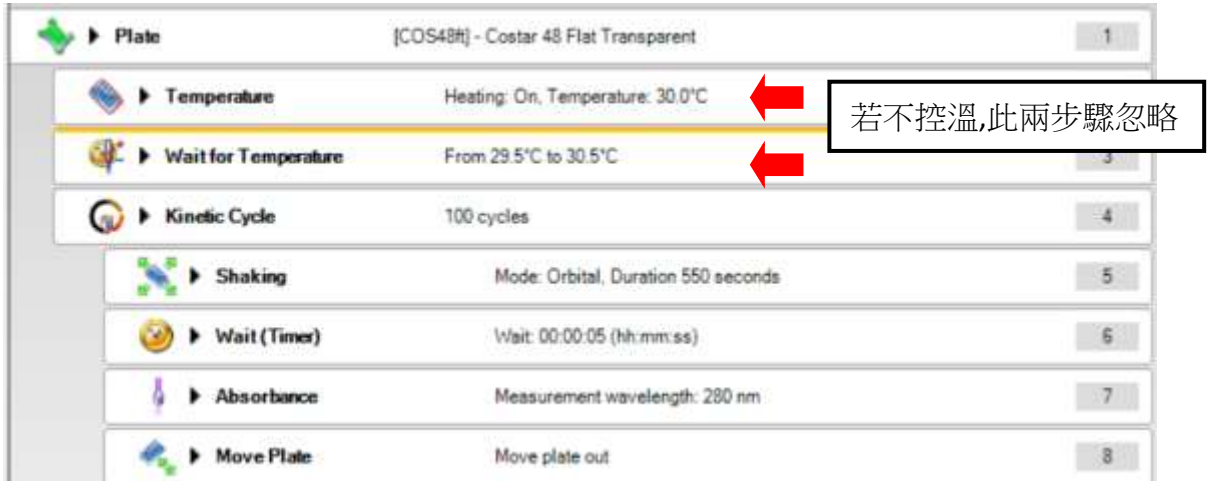 Plate [COS48ft] - Costar 48 Flat Transparent 1
Temperature Heating: On, Temperature: 30.0°C
若不控溫,此兩步驟忽略
Wait for Temperature From 29.5°C to 30.5°C 3
Kinetic Cycle 100 cycles 4
Shaking Mode: Orbital, Duration 550 seconds 5
Wait (Timer) Wait: 00:00:05 (hh:mm:ss) 6
Absorbance Measurement wavelength: 280 nm 7
Move Plate Move plate out 8